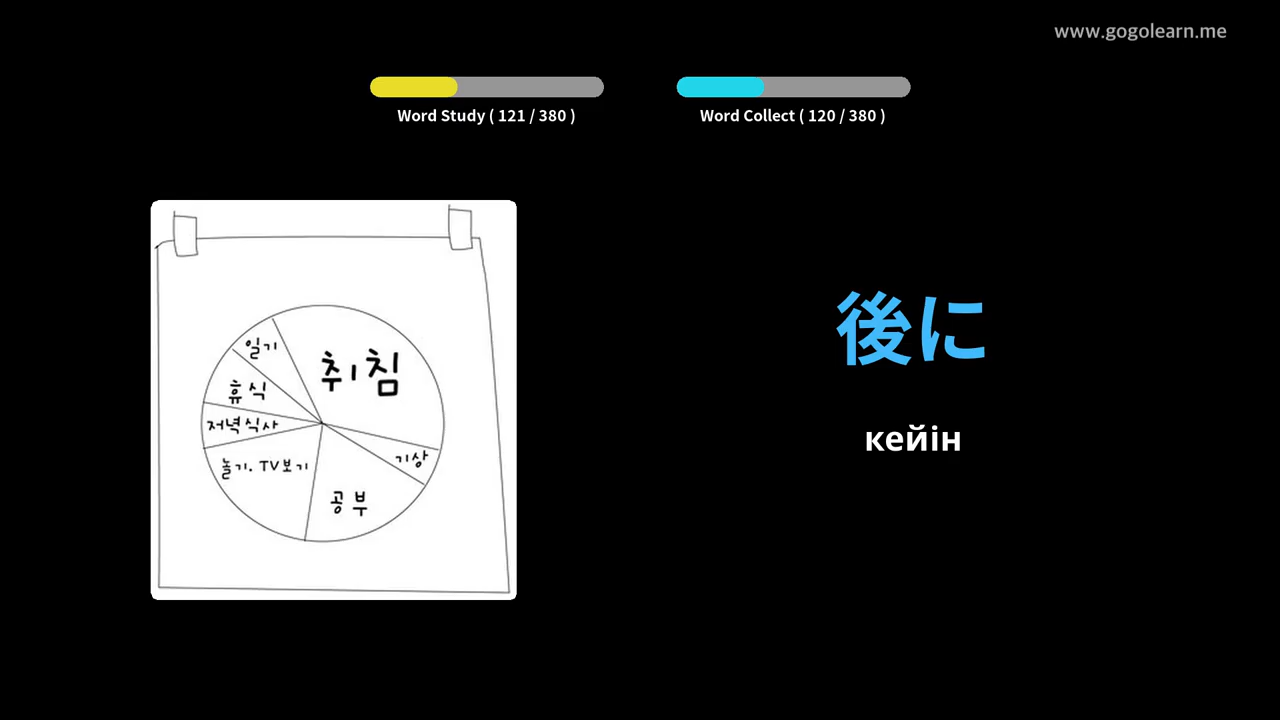 www.gogolearn.me
Word Study ( 121 / 380 )
Word Collect ( 120 / 380 )
일기
취침
휴식
저녁식사
놀기. TV보기
기상
공부
後に
кейін